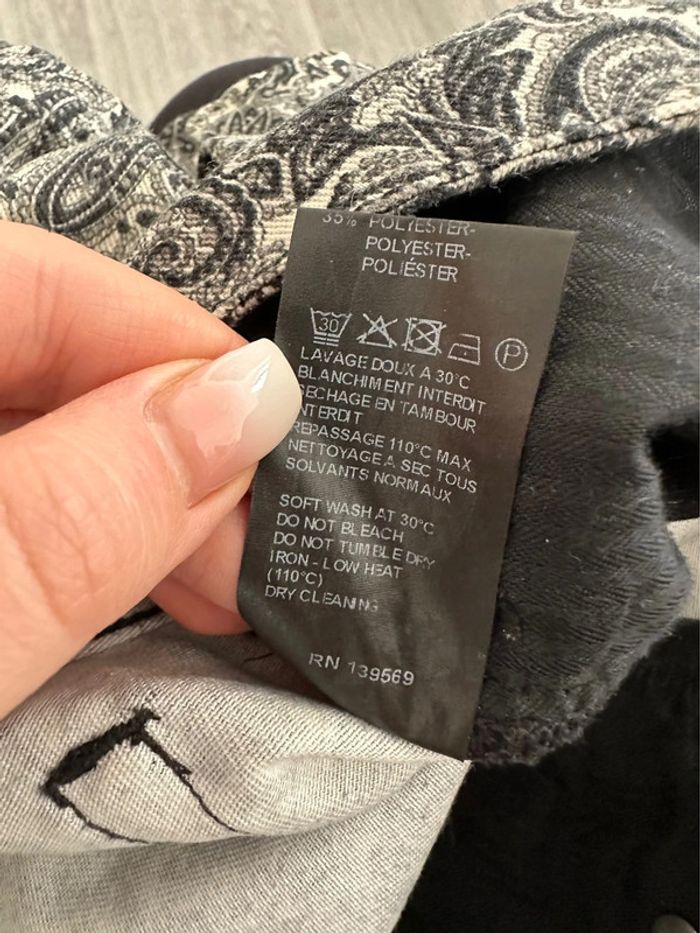 35% POLYESTER-
POLYESTER-
POLIÉSTER
30
P
LAVAGE DOUX A 30°C
BLANCHIMENT INTERDIT
SECHAGE EN TAMBOUR
INTERDIT
REPASSAGE 110°C MAX
NETTOYAGE A SEC TOUS
SOLVANTS NORMAUX
SOFT WASH AT 30°C
DO NOT BLEACH
DO NOT TUMBLE DRY
IRON - LOW HEAT
(110°C)
DRY CLEANING
RN 139569